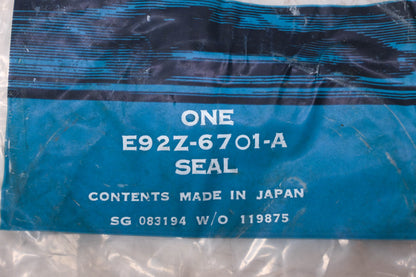 ONE
E92Z-6701-A
SEAL
CONTENTS MADE IN JAPAN
SG 083194 W/O 119875